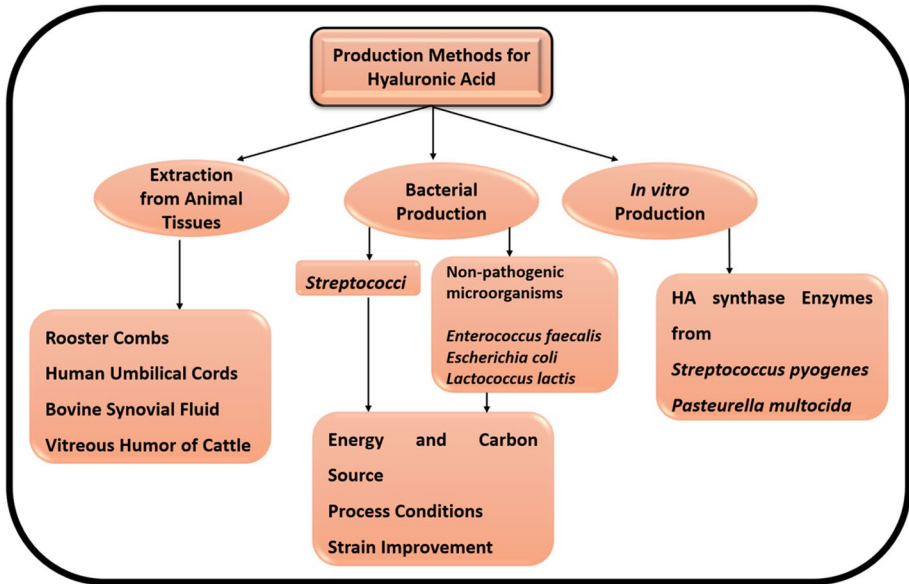 Production Methods for
Hyaluronic Acid
Extraction
from Animal
Tissues
Bacterial
Production
In vitro
Production
Streptococci
Non-pathogenic
microorganisms
Enterococcus faecalis
Escherichia coli
Lactococcus lactis
HA synthase Enzymes
from
Streptococcus pyogenes
Pasteurella multocida
Rooster Combs
Human Umbilical Cords
Bovine Synovial Fluid
Vitreous Humor of Cattle
Energy and Carbon
Source
Process Conditions
Strain Improvement